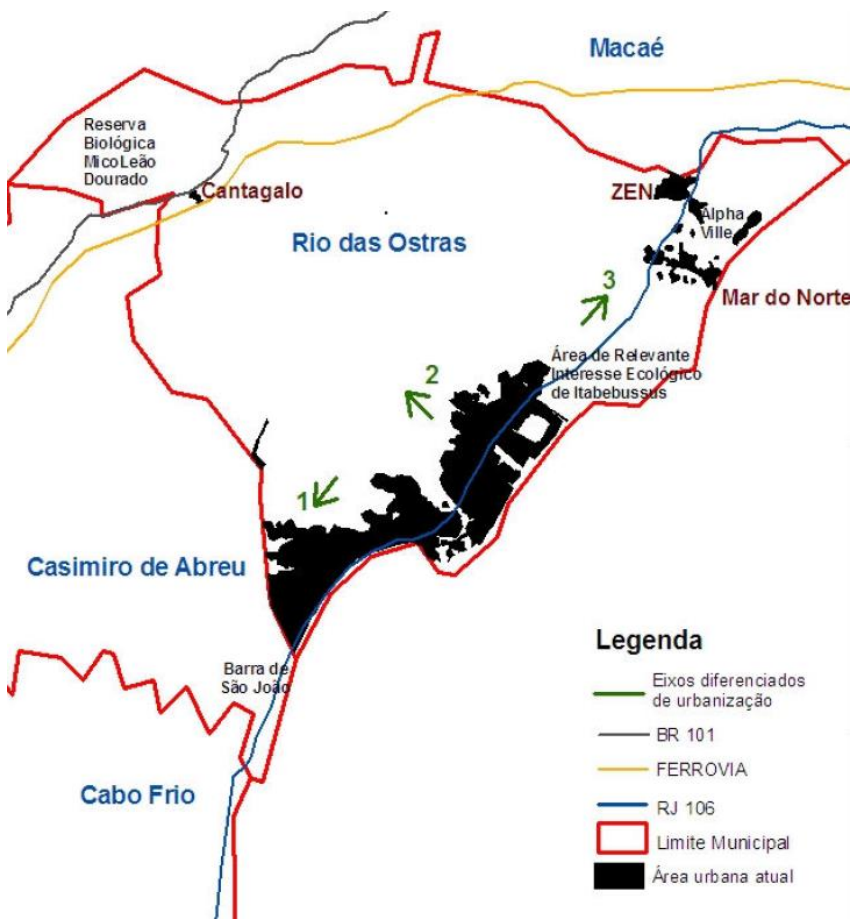 Macaé
Reserva
Biológica
MicoLeão
Dourado
Cantagalo
ZEN
Alpha
Ville
Rio das Ostras
3
Mar do Norte
Área de Relevante
Interesse Ecológico
de Itabebussus
2
1
Casimiro de Abreu
Barra de
São João
Cabo Frio
Legenda
Eixos diferenciados
de urbanização
BR 101
FERROVIA
RJ 106
Limite Municipal
Área urbana atual